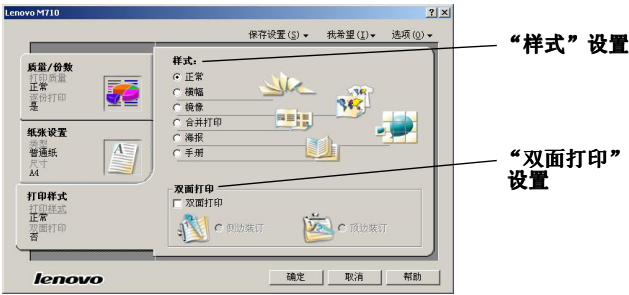 Lenovo M710
保存设置(S)
我希望(I)
选项(O)
质量/份数
打印质量
正常
逐份打印
是
纸张设置
类型
普通纸
尺寸
A4
打印样式
打印样式
正常
双面打印
否
样式:
正常
横幅
镜像
合并打印
海报
手册
双面打印
双面打印
侧边装订
顶边装订
lenovo
确定
取消
帮助
“样式”设置
“双面打印”
设置